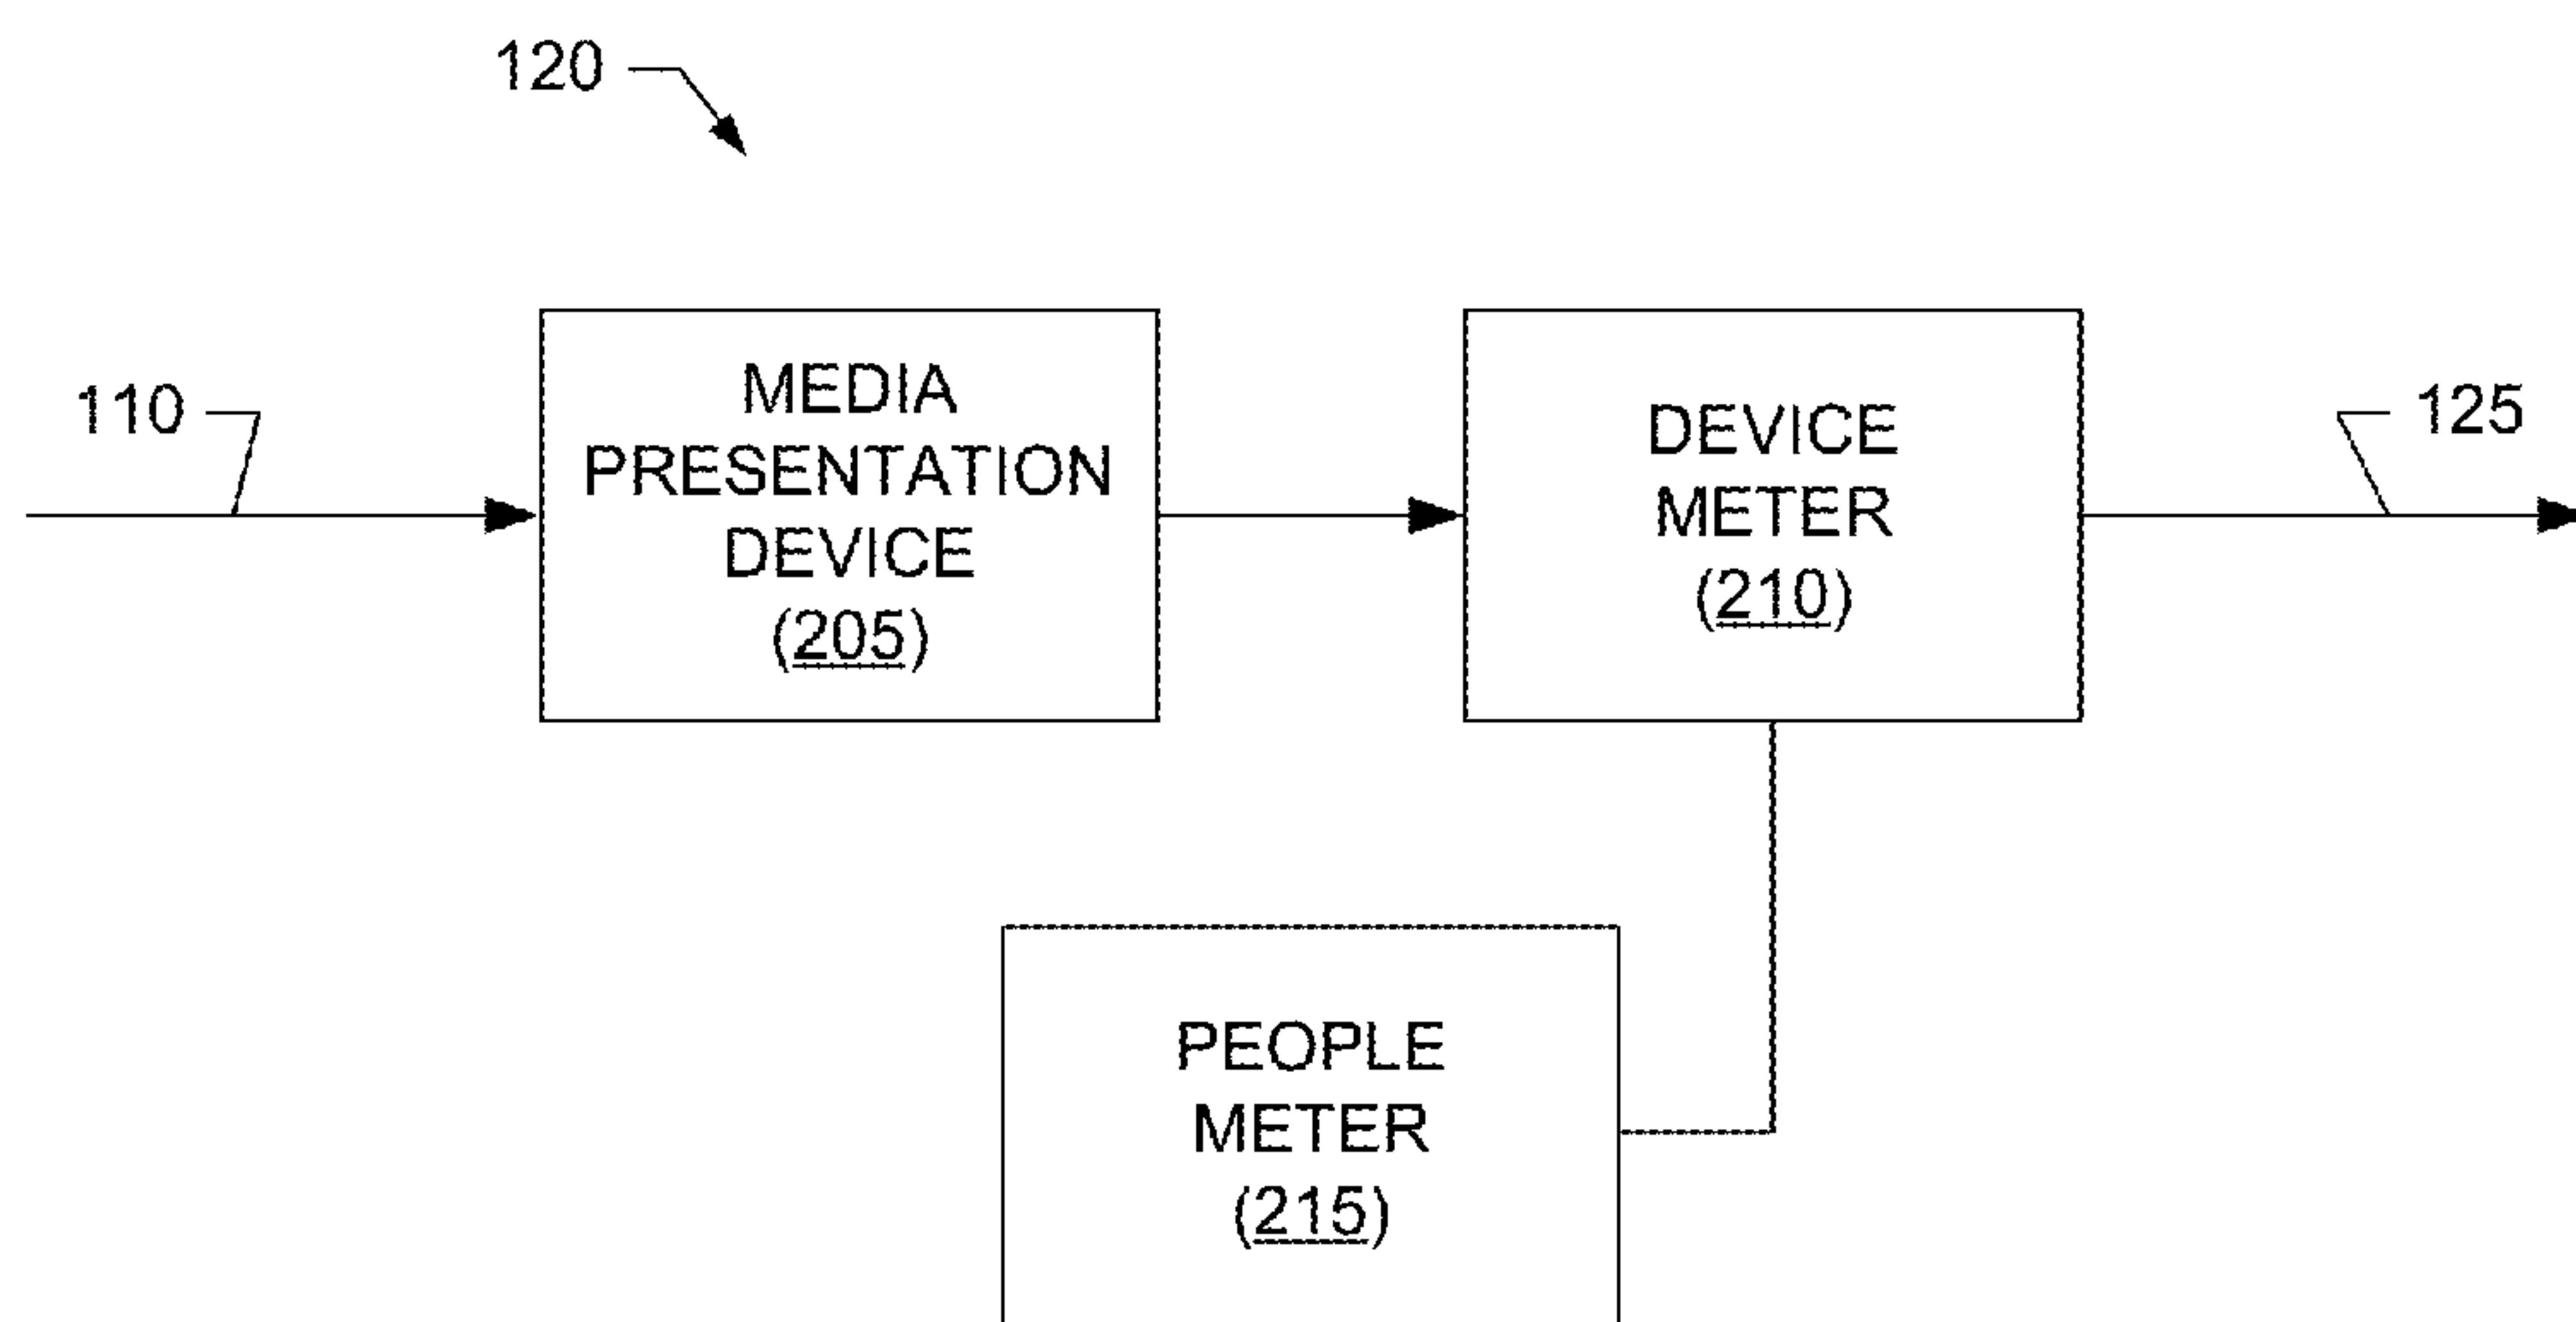 120
110
MEDIA
PRESENTATION
DEVICE
(205)
DEVICE
METER
(210)
125
PEOPLE
METER
(215)